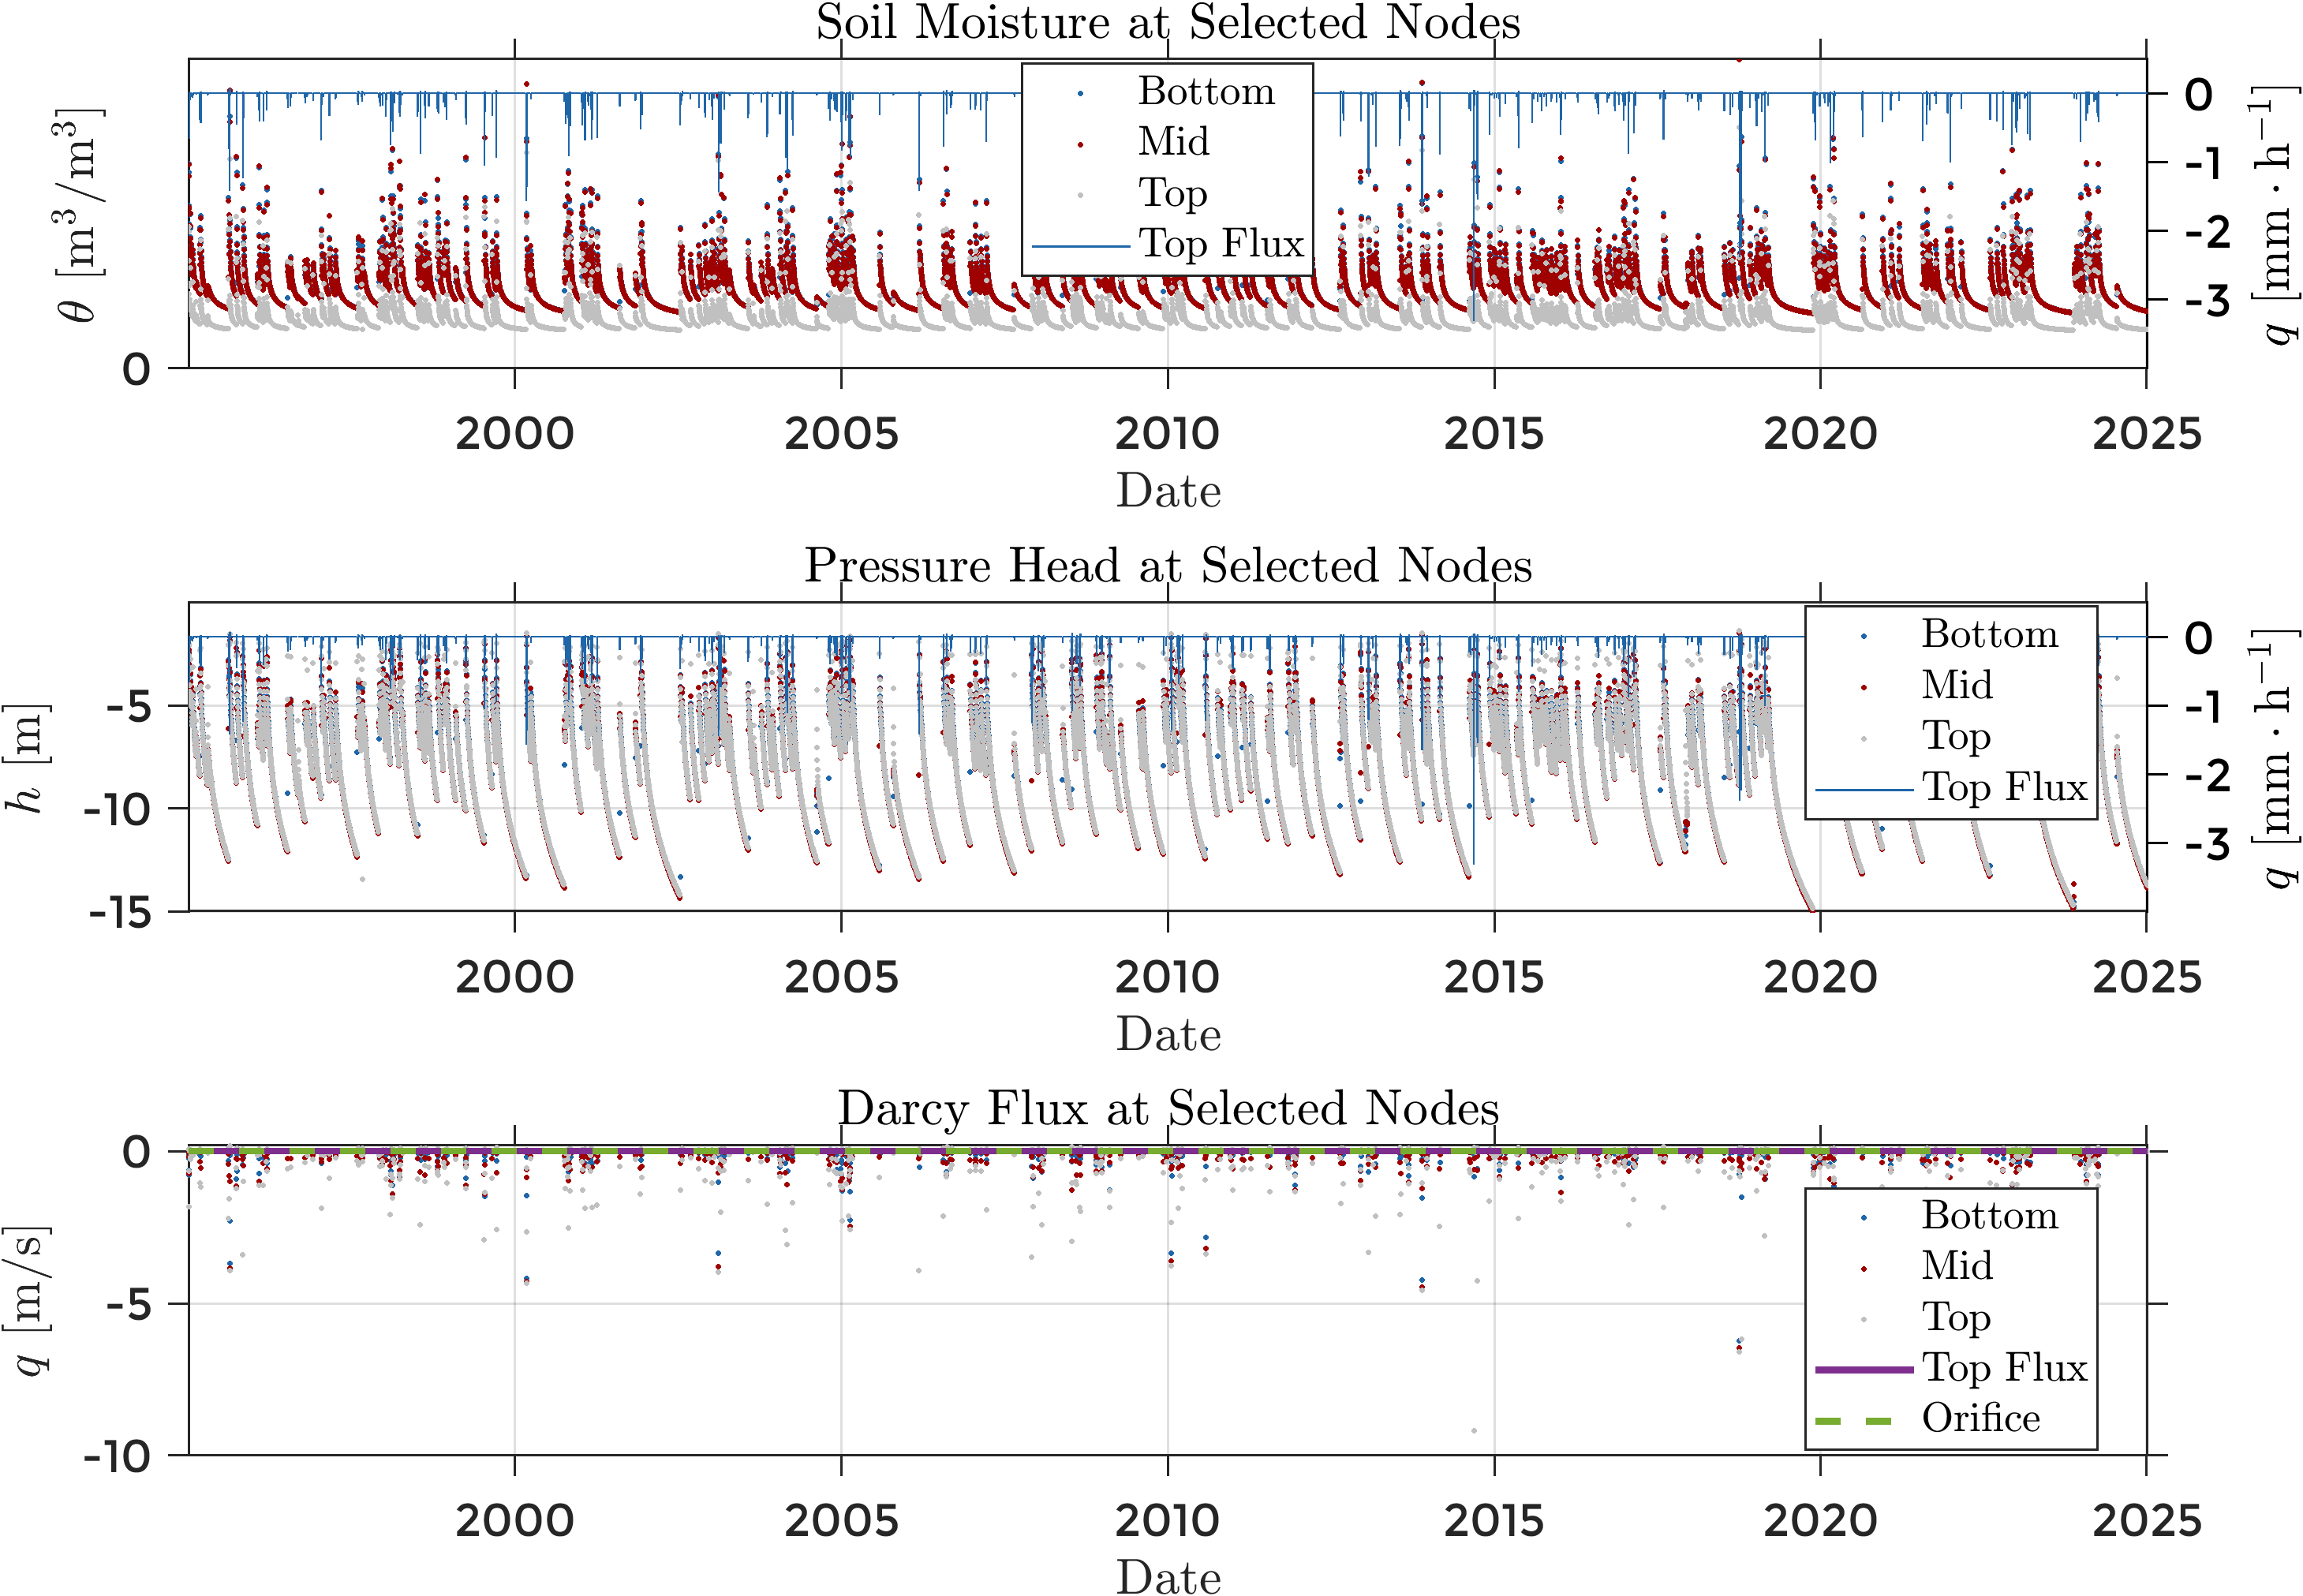 Soil Moisture at Selected Nodes
θ [m³/m³]
0
0
-1
-2
-3
q [mm · h⁻¹]
Bottom
Mid
Top
Top Flux
2000 2005 2010 2015 2020 2025
Date
Pressure Head at Selected Nodes
h [m]
-5
-10
-15
0
-1
-2
-3
q [mm · h⁻¹]
Bottom
Mid
Top
Top Flux
2000 2005 2010 2015 2020 2025
Date
Darcy Flux at Selected Nodes
q [m/s]
0
-5
-10
Bottom
Mid
Top
Top Flux
Orifice
2000 2005 2010 2015 2020 2025
Date